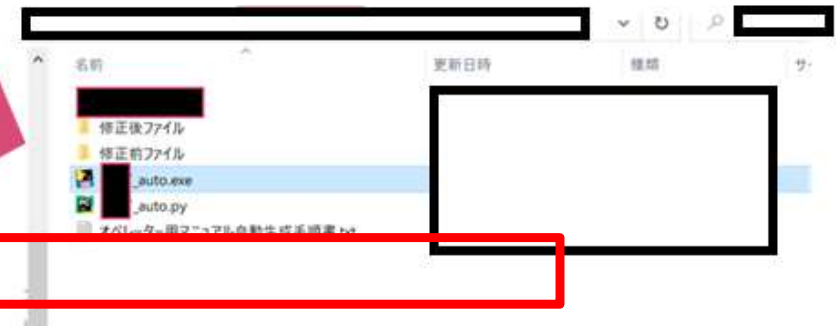 名前 更新日時 種類 サ-
修正後ファイル
修正前ファイル
_auto.exe
_auto.py
オペレーター用マニュアル自動生成手順書.txt